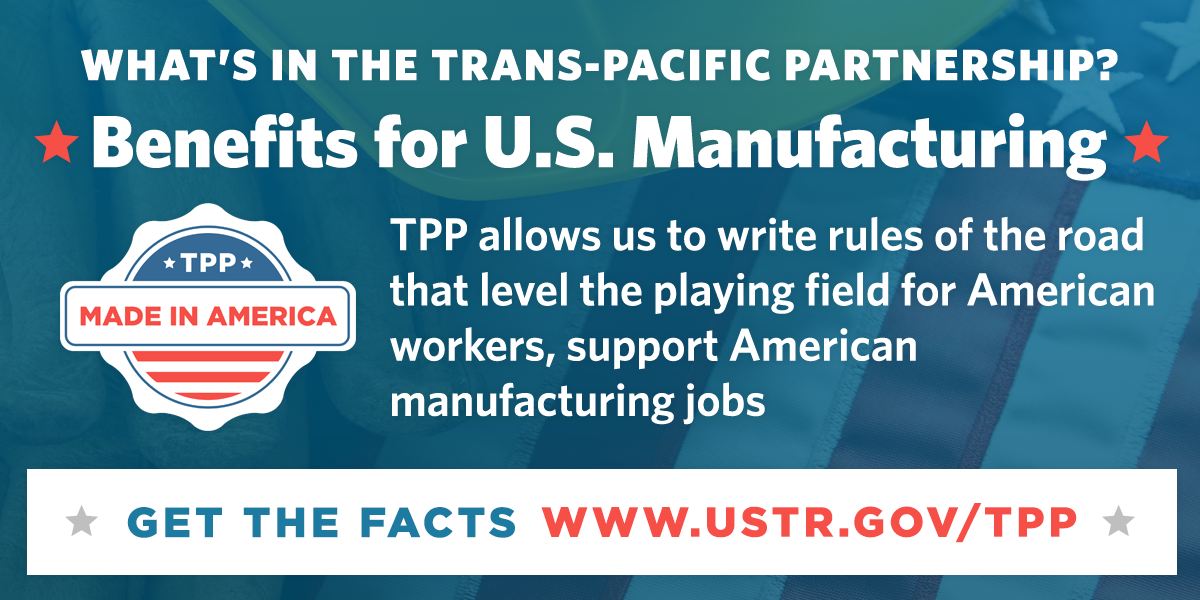 WHAT'S IN THE TRANS-PACIFIC PARTNERSHIP?
Benefits for U.S. Manufacturing
TPP
MADE IN AMERICA
TPP allows us to write rules of the road
that level the playing field for American
workers, support American
manufacturing jobs
GET THE FACTS WWW.USTR.GOV/TPP